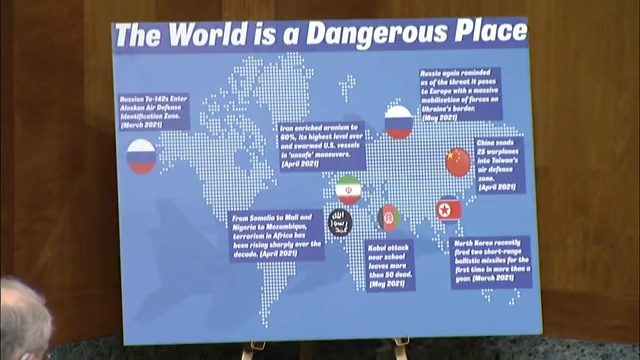 The World is a Dangerous Place
Russian Tu-142s Enter
Alaskan Air Defense
Identification Zone.
(March 2021)
Russia again reminded
us of the threat it poses
to Europe with a massive
mobilization of forces on
Ukraine's border.
(May 2021)
Iran enriched uranium to
60%, its highest level ever
and swarmed U.S. vessels
in 'unsafe' maneuvers.
(April 2021)
China sends
25 warplanes
into Taiwan's
air defense
zone.
(April 2021)
From Somalia to Mali and
Nigeria to Mozambique,
terrorism in Africa has
been rising sharply over the
decade. (April 2021)
Kabul attack
near school
leaves more
than 50 dead.
(May 2021)
North Korea recently
fired two short-range
ballistic missiles for the
first time in more than a
year. (March 2021)